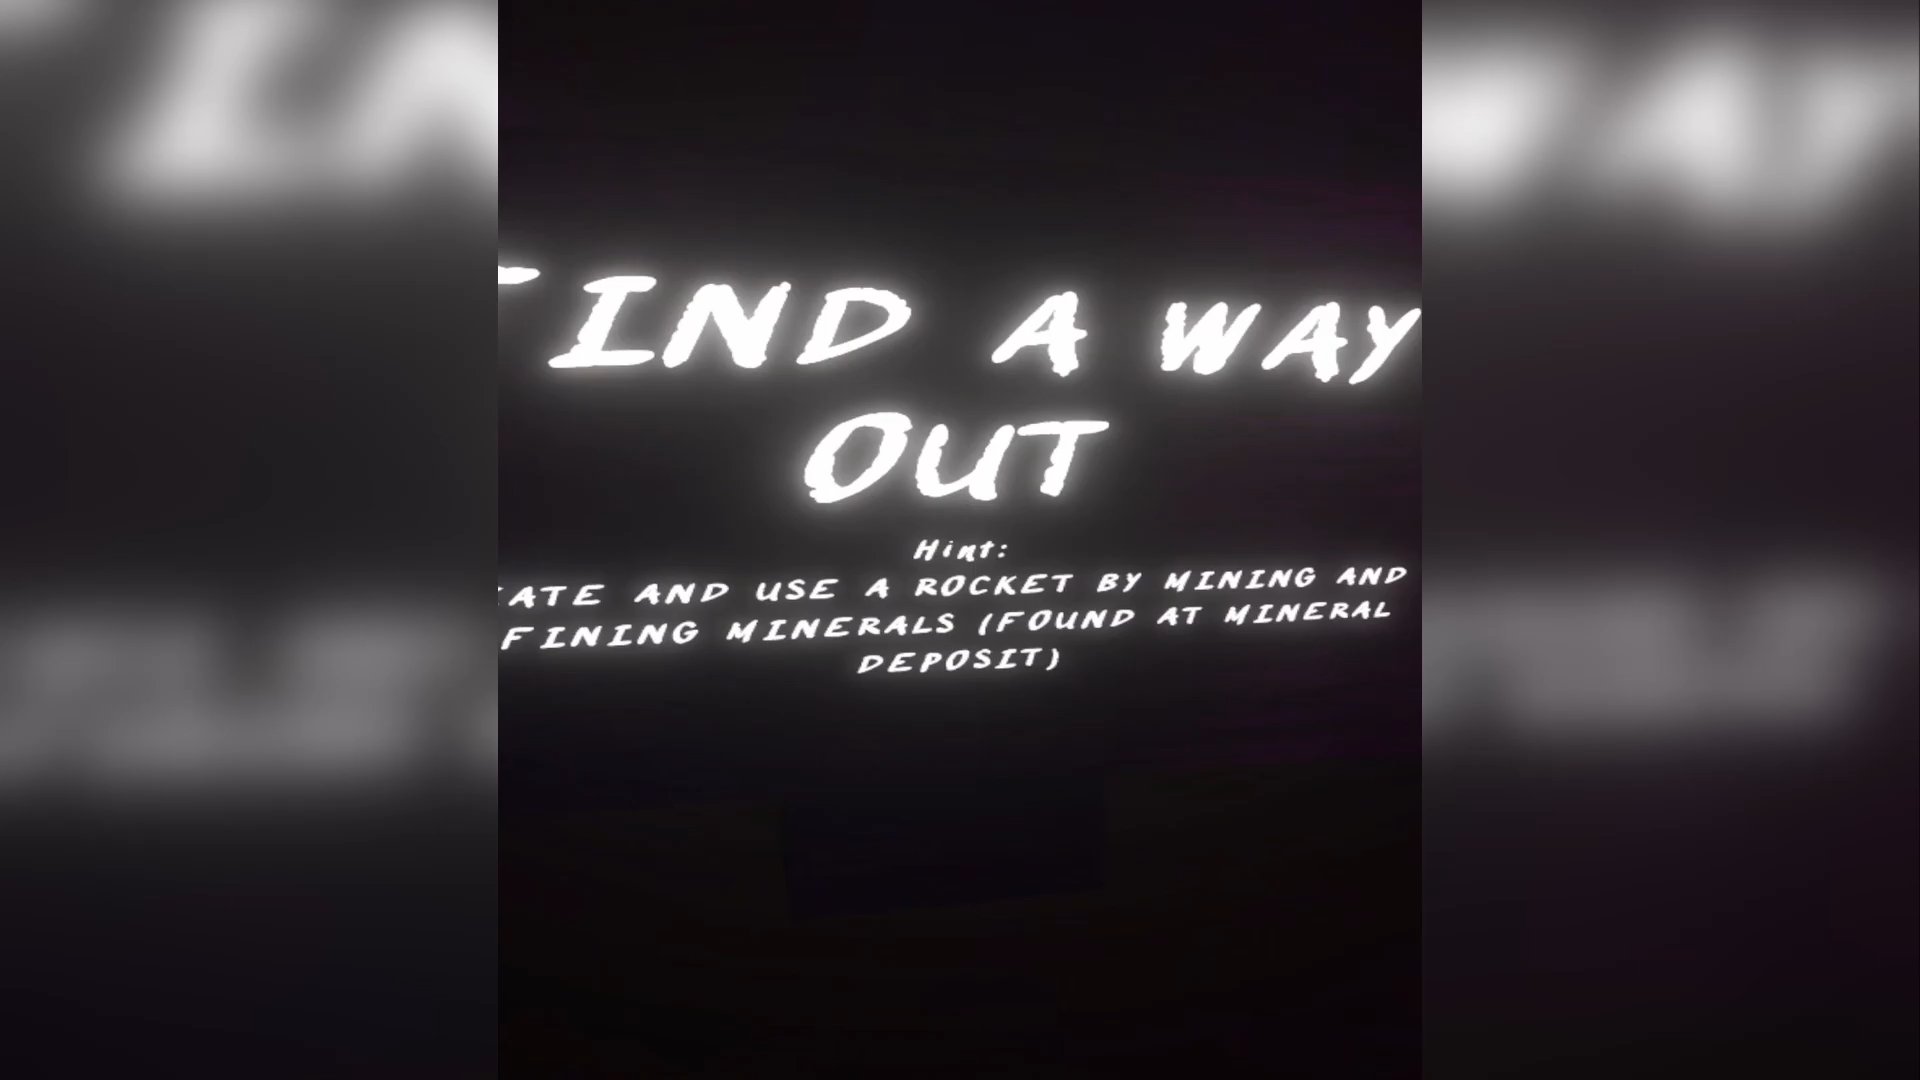 IND A WAY
OUT
Hint:
ATE AND USE A ROCKET BY MINING AND
FINING MINERALS (FOUND AT MINERAL
DEPOSIT)